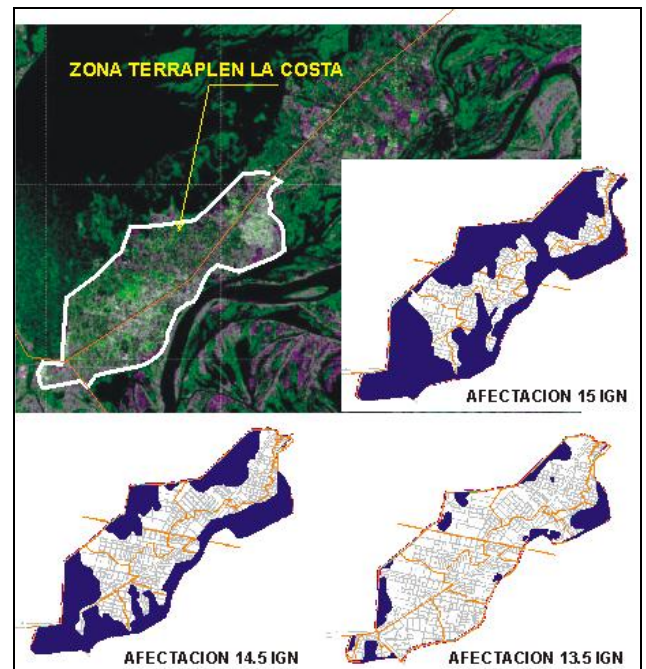 ZONA TERRAPLEN LA COSTA
AFECTACION 15 IGN
AFECTACION 14.5 IGN
AFECTACION 13.5 IGN